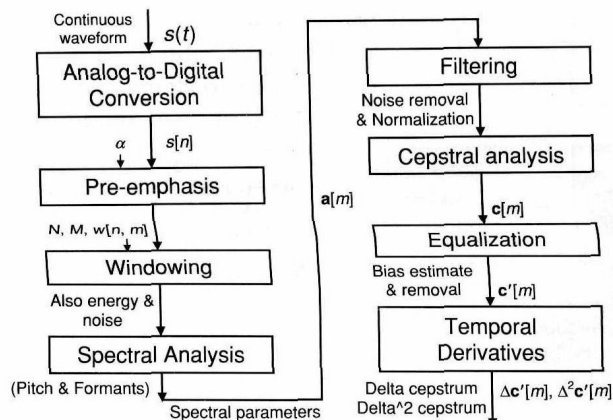 Continuous
waveform
s(t)
Analog-to-Digital
Conversion
α
s[n]
Pre-emphasis
N, M, w[n, m]
Windowing
Also energy &
noise
Spectral Analysis
(Pitch & Formants)
Spectral parameters
a[m]
Filtering
Noise removal
& Normalization
Cepstral analysis
c[m]
Equalization
Bias estimate
& removal
c′[m]
Temporal
Derivatives
Delta cepstrum
Delta^2 cepstrum
Δc′[m], Δ²c′[m]